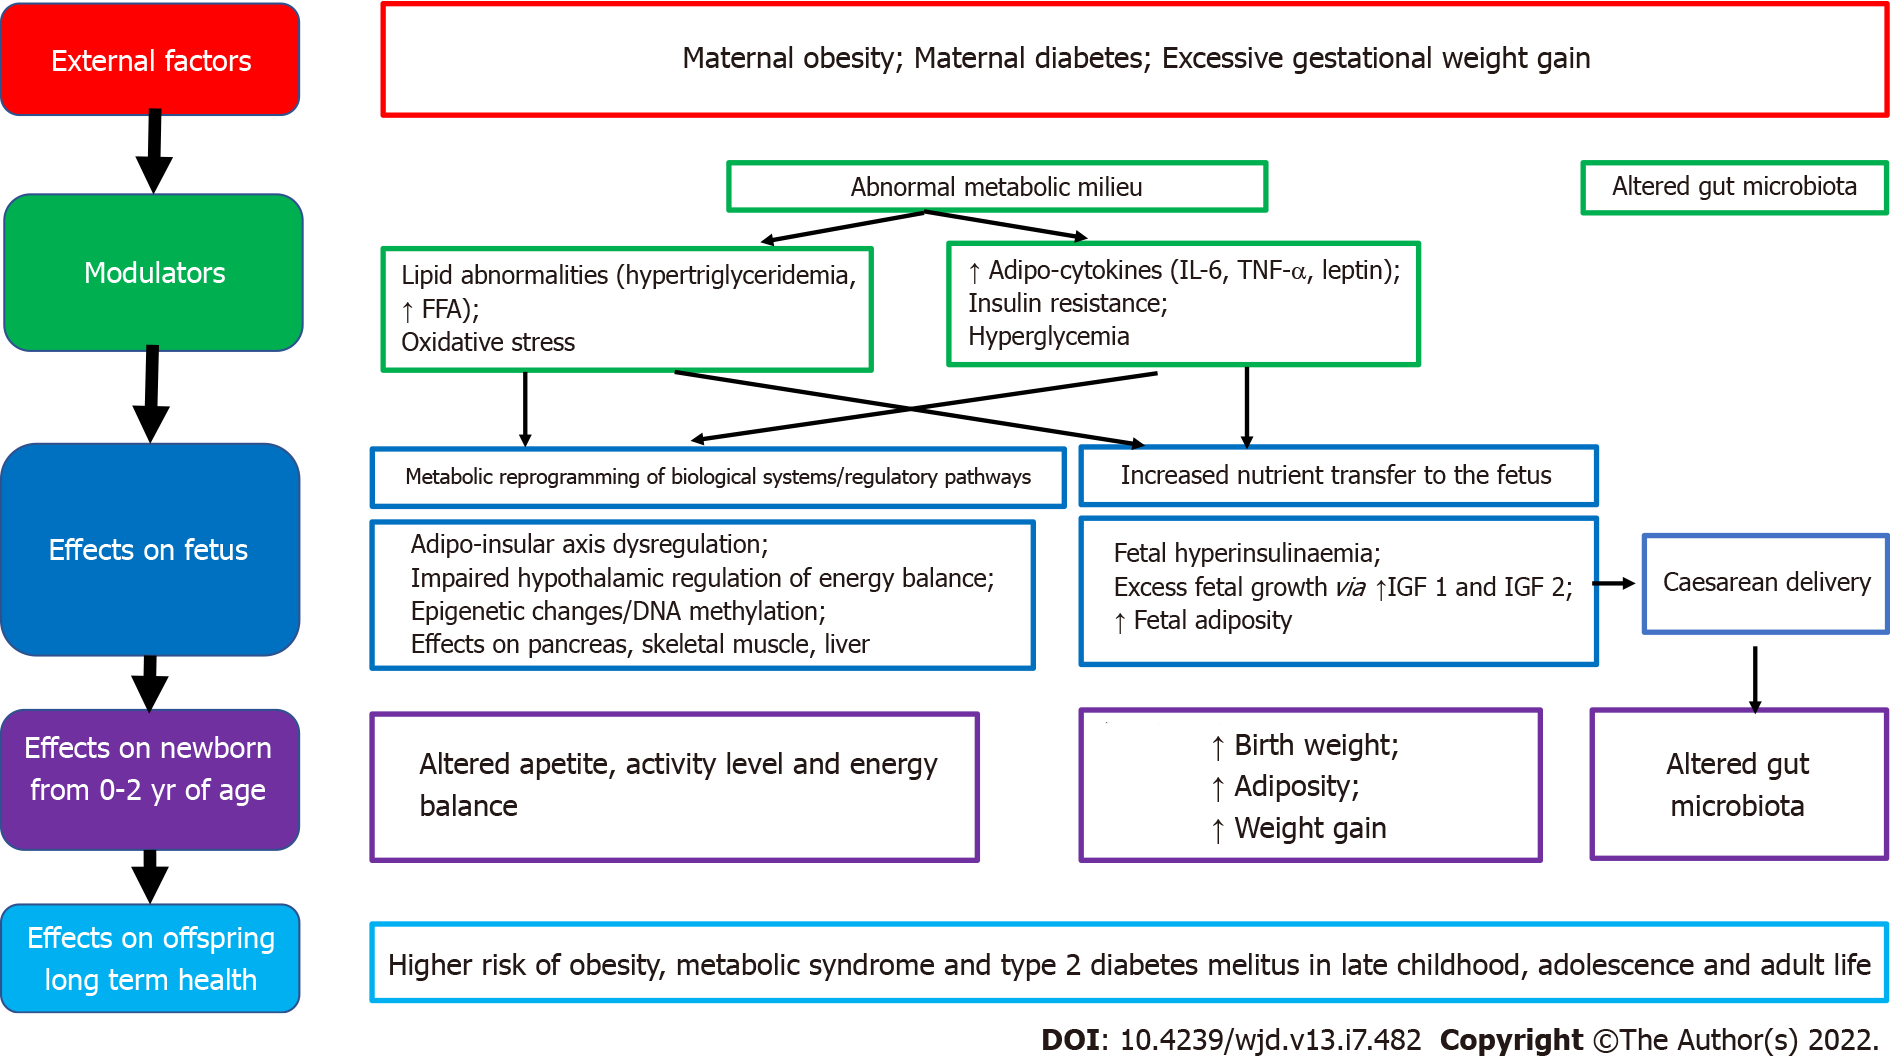 External factors
Maternal obesity; Maternal diabetes; Excessive gestational weight gain
Abnormal metabolic milieu
Altered gut microbiota
Modulators
Lipid abnormalities (hypertriglyceridemia,
↑ FFA);
Oxidative stress
↑ Adipo-cytokines (IL-6, TNF-α, leptin);
Insulin resistance;
Hyperglycemia
Effects on fetus
Metabolic reprogramming of biological systems/regulatory pathways
Increased nutrient transfer to the fetus
Adipo-insular axis dysregulation;
Impaired hypothalamic regulation of energy balance;
Epigenetic changes/DNA methylation;
Effects on pancreas, skeletal muscle, liver
Fetal hyperinsulinaemia;
Excess fetal growth via ↑IGF 1 and IGF 2;
↑ Fetal adiposity
Caesarean delivery
Effects on newborn
from 0-2 yr of age
Altered apetite, activity level and energy
balance
↑ Birth weight;
↑ Adiposity;
↑ Weight gain
Altered gut
microbiota
Effects on offspring
long term health
Higher risk of obesity, metabolic syndrome and type 2 diabetes melitus in late childhood, adolescence and adult life
DOI: 10.4239/wjd.v13.i7.482 Copyright ©The Author(s) 2022.